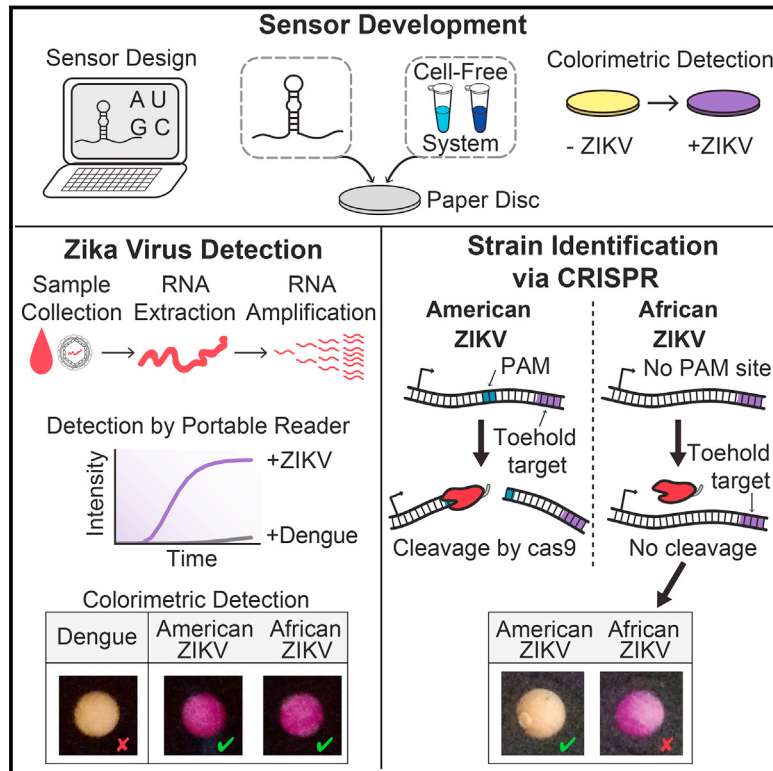 Sensor Development
Sensor Design
A U
G C
Cell-Free
System
Paper Disc
Colorimetric Detection
- ZIKV
+ZIKV
Zika Virus Detection
Sample
Collection
RNA
Extraction
RNA
Amplification
Detection by Portable Reader
Intensity
Time
+ZIKV
+Dengue
Colorimetric Detection
Dengue
American
ZIKV
African
ZIKV
Strain Identification
via CRISPR
American
ZIKV
PAM
Toehold
target
Cleavage by cas9
African
ZIKV
No PAM site
Toehold
target
No cleavage
American
ZIKV
African
ZIKV